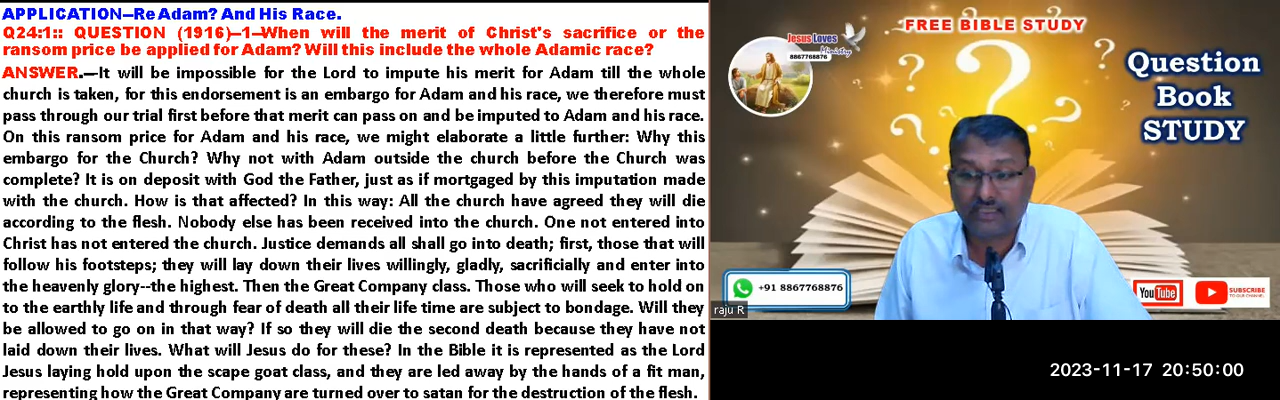 APPLICATION--Re Adam? And His Race.
Q24:1:: QUESTION (1916)--1--When will the merit of Christ's sacrifice or the
ransom price be applied for Adam? Will this include the whole Adamic race?
ANSWER.--It will be impossible for the Lord to impute his merit for Adam till the whole
church is taken, for this endorsement is an embargo for Adam and his race, we therefore must
pass through our trial first before that merit can pass on and be imputed to Adam and his race.
On this ransom price for Adam and his race, we might elaborate a little further: Why this
embargo for the Church? Why not with Adam outside the church before the Church was
complete? It is on deposit with God the Father, just as if mortgaged by this imputation made
with the church. How is that affected? In this way: All the church have agreed they will die
according to the flesh. Nobody else has been received into the church. One not entered into
Christ has not entered the church. Justice demands all shall go into death; first, those that will
follow his footsteps; they will lay down their lives willingly, gladly, sacrificially and enter into
the heavenly glory--the highest. Then the Great Company class. Those who will seek to hold on
to the earthly life and through fear of death all their life time are subject to bondage. Will they
be allowed to go on in that way? If so they will die the second death because they have not
laid down their lives. What will Jesus do for these? In the Bible it is represented as the Lord
Jesus laying hold upon the scape goat class, and they are led away by the hands of a fit man,
representing how the Great Company are turned over to satan for the destruction of the flesh.
FREE BIBLE STUDY
Jesus Loves
Ministry
8867768876
Question
Book
STUDY
+91 8867768876
YouTube
SUBSCRIBE
TO OUR CHANNEL
raju R
2023-11-17 20:50:00